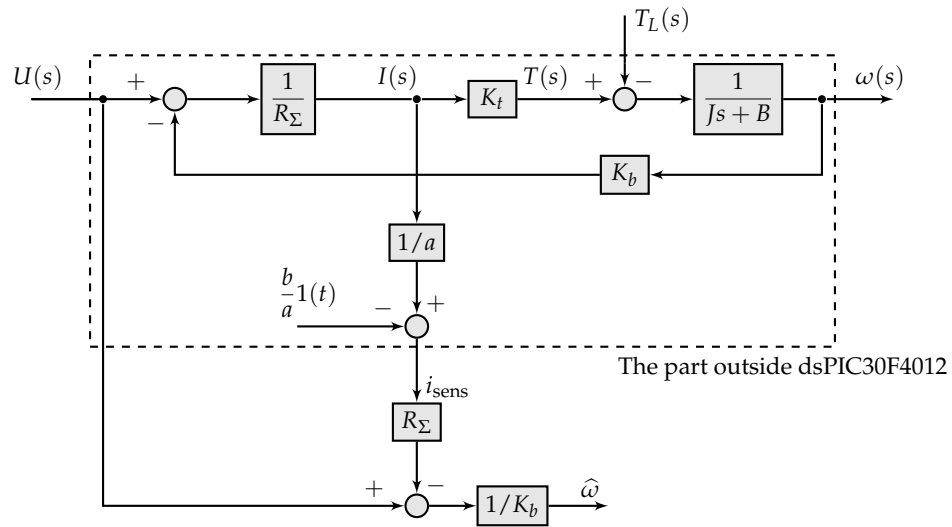 T_L(s)
U(s) + 1/R_Σ I(s) K_t T(s) + − 1/(Js + B) ω(s)
−
K_b
1/a
b/a 1(t) − +
The part outside dsPIC30F4012
i_sens
R_Σ
+ − 1/K_b ω̂